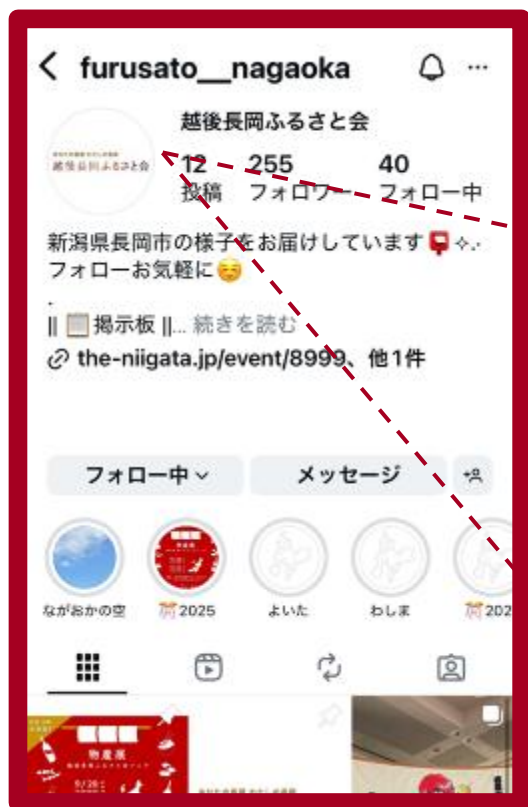 furusato__nagaoka
越後長岡ふるさと会
越後長岡ふるさと会
12 255 40
投稿 フォロワー フォロー中
新潟県長岡市の様子をお届けしています📮✧.·
フォローお気軽に☺️
.
|| 📋掲示板 ||... 続きを読む
the-niigata.jp/event/8999、他1件
フォロー中
メッセージ
ながおかの空
🎊2025
よいた
わしま
🎊202
物産展